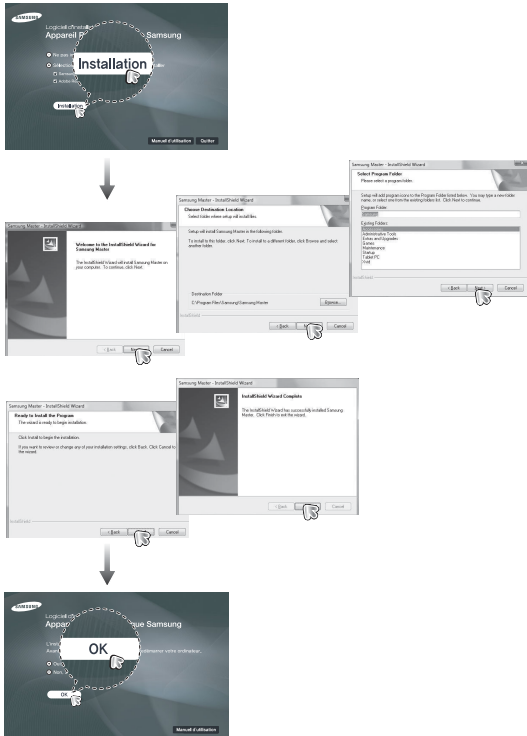 SAMSUNG
Logiciel d'install
Appareil Samsung
Ne pas
Installation
Installation
Manuel d'utilisation Quitter
Samsung Master - InstallShield Wizard
Welcome to the InstallShield Wizard for
Samsung Master
The InstallShield Wizard will install Samsung Master on
your computer. To continue, click Next
< Back
Cancel
Samsung Master - InstallShield Wizard
Choose Destination Location
Select folder where setup will install files.
Setup will install Samsung Master in the following folder.
To install to this folder, click Next. To install to a different folder, click Browse and select
another folder.
Destination Folder
C:\Program Files\Samsung\Samsung Master
Browse...
InstallShield
< Back
Cancel
Samsung Master - InstallShield Wizard
Select Program Folder
Please select a program folder.
Setup will add program icons to the Program Folder listed below. You may type a new folder
name, or select one from the existing folders list. Click Next to continue.
Program Folder:
Existing Folders:
Administrative Tools
Extras and Upgrades
Games
Maintenance
Startup
Tablet PC
InstallShield
< Back
Cancel
Samsung Master - InstallShield Wizard
Ready to Install the Program
The wizard is ready to begin installation.
Click Install to begin the installation.
If you want to review or change any of your installation settings, click Back. Click Cancel to
the wizard.
InstallShield
< Back
Cancel
Samsung Master - InstallShield Wizard
InstallShield Wizard Complete
The InstallShield Wizard has successfully installed Samsung
Master. Click Finish to exit the wizard.
< Back
Cancel
SAMSUNG
Logiciel d'
Appar que Samsung
votre ordinateur.
OK
Non
OK
Manuel d'utilisation